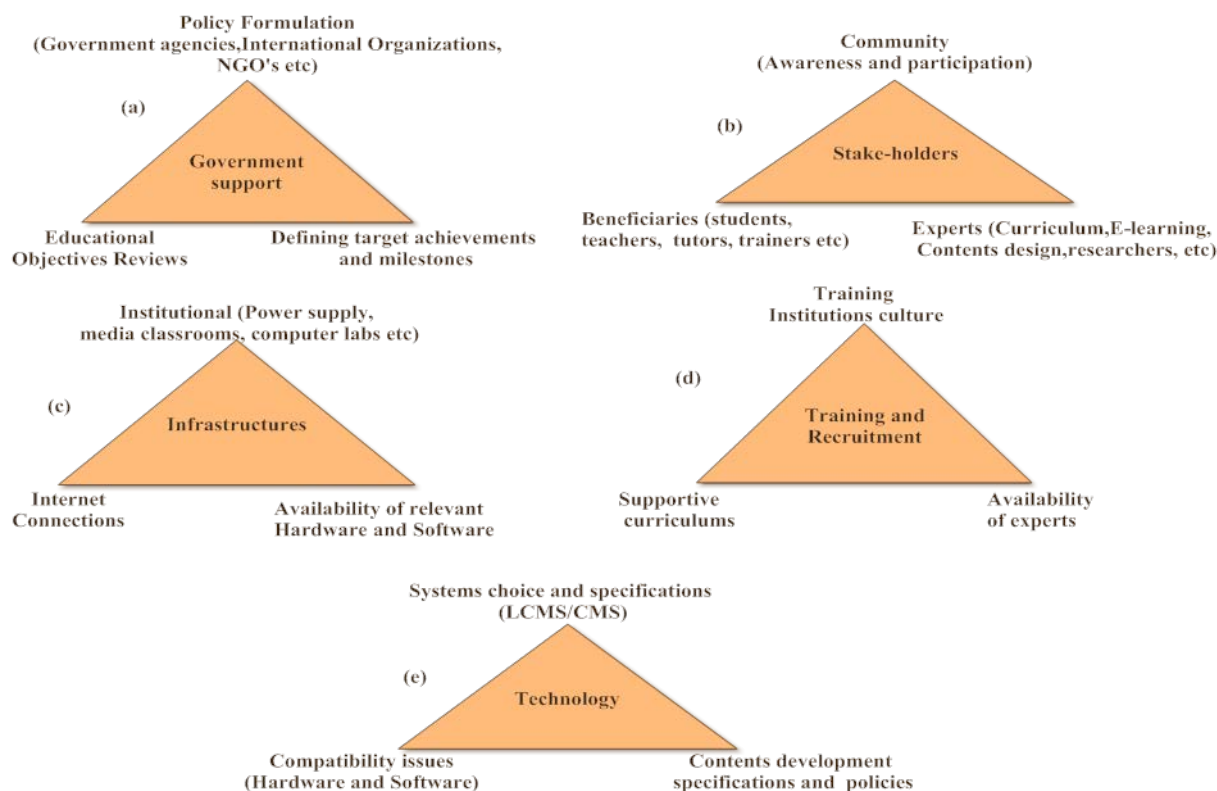 Policy Formulation
(Government agencies,International Organizations,
NGO's etc)
(a)
Government
support
Educational
Objectives Reviews
Defining target achievements
and milestones
Community
(Awareness and participation)
(b)
Stake-holders
Beneficiaries (students,
teachers, tutors, trainers etc)
Experts (Curriculum,E-learning,
Contents design,researchers, etc)
Institutional (Power supply,
media classrooms, computer labs etc)
(c)
Infrastructures
Internet
Connections
Availability of relevant
Hardware and Software
Training
Institutions culture
(d)
Training and
Recruitment
Supportive
curriculums
Availability
of experts
Systems choice and specifications
(LCMS/CMS)
(e)
Technology
Compatibility issues
(Hardware and Software)
Contents development
specifications and policies